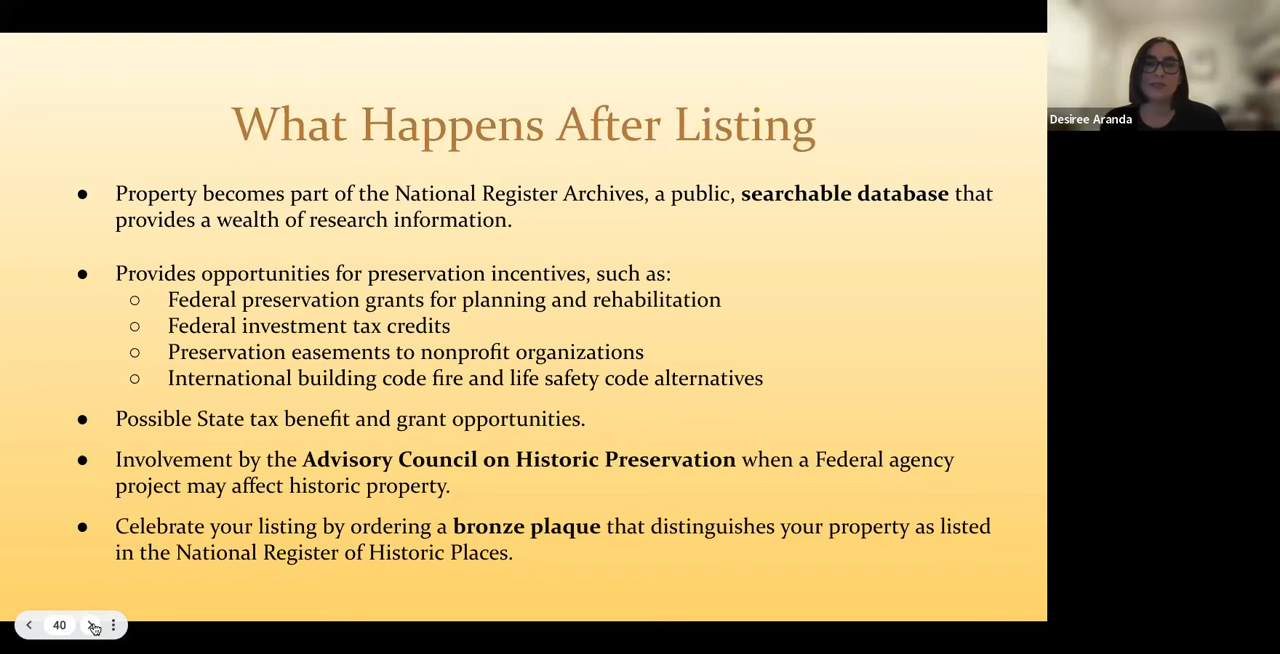 What Happens After Listing
● Property becomes part of the National Register Archives, a public, searchable database that
provides a wealth of research information.
● Provides opportunities for preservation incentives, such as:
○ Federal preservation grants for planning and rehabilitation
○ Federal investment tax credits
○ Preservation easements to nonprofit organizations
○ International building code fire and life safety code alternatives
● Possible State tax benefit and grant opportunities.
● Involvement by the Advisory Council on Historic Preservation when a Federal agency
project may affect historic property.
● Celebrate your listing by ordering a bronze plaque that distinguishes your property as listed
in the National Register of Historic Places.
Desiree Aranda
40